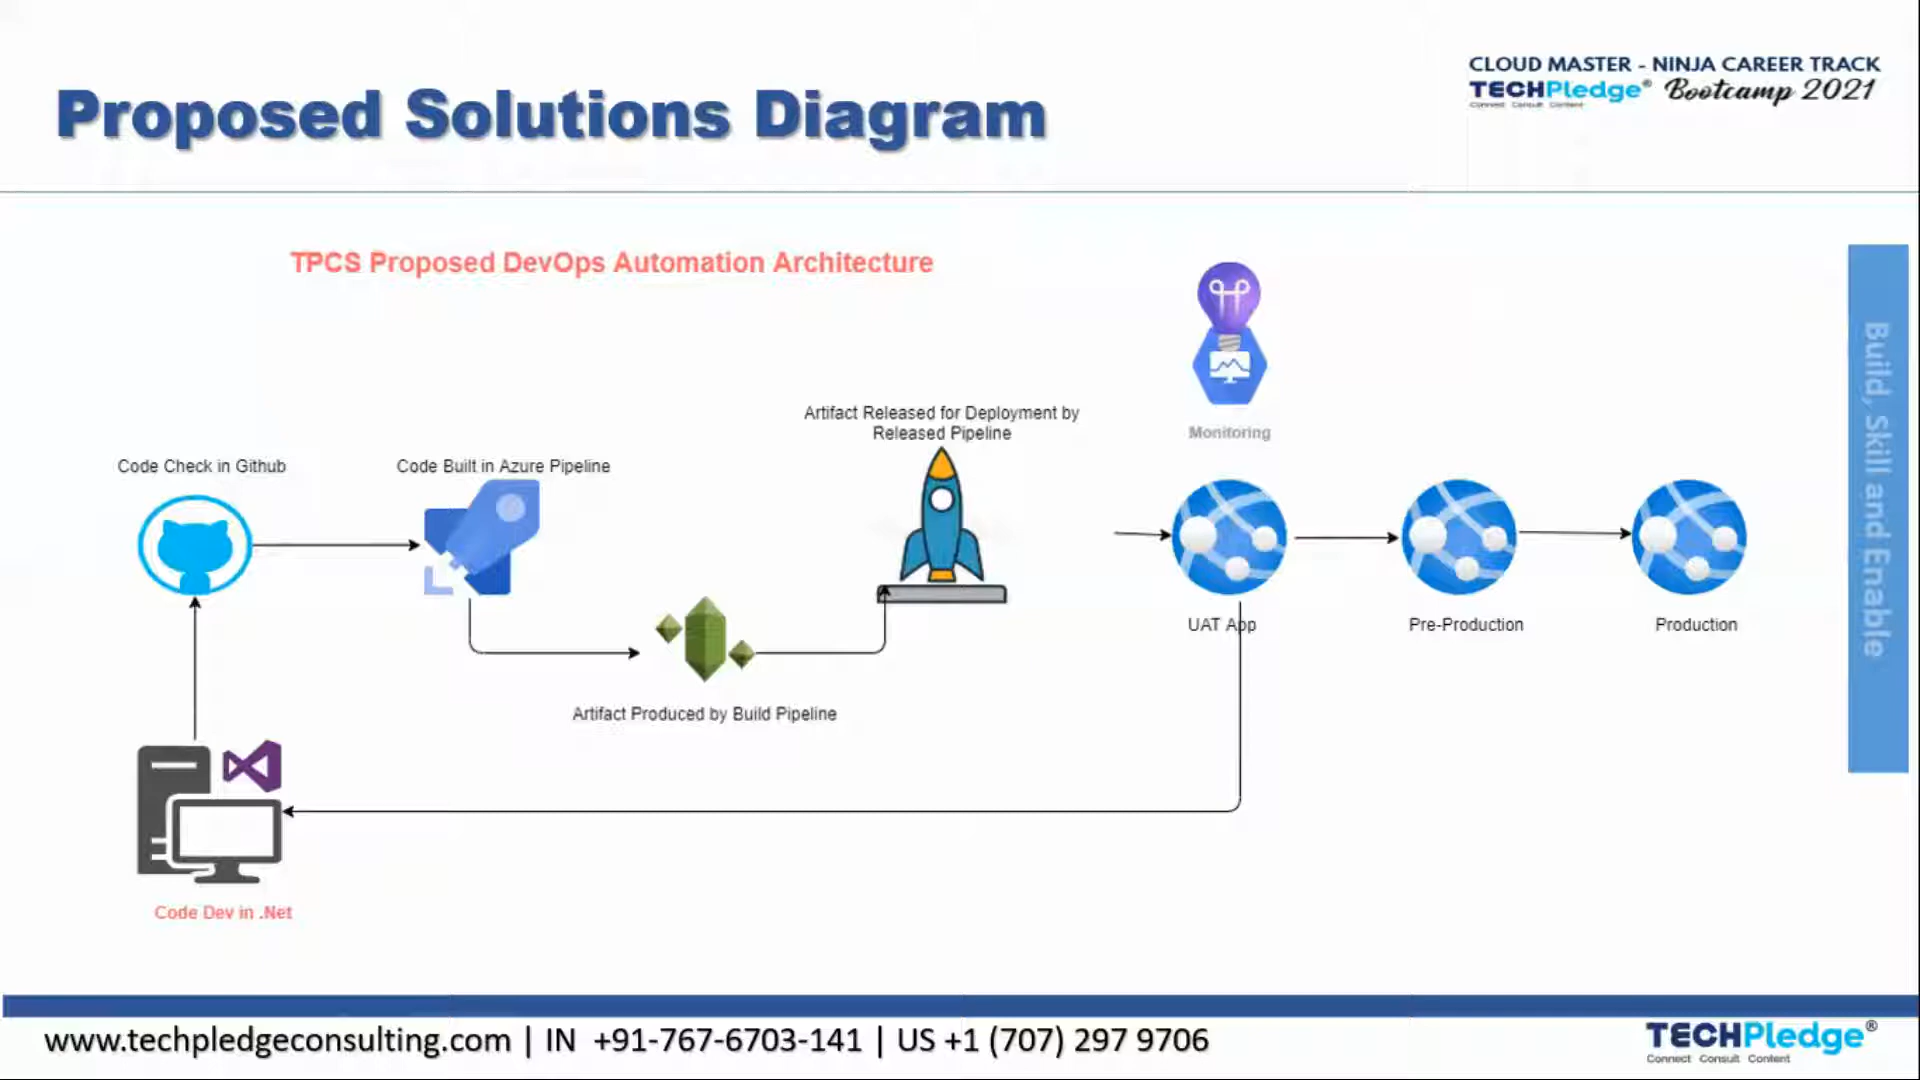 CLOUD MASTER - NINJA CAREER TRACK
TECHPledge® Bootcamp 2021
Connect Consult Content
Proposed Solutions Diagram
TPCS Proposed DevOps Automation Architecture
Monitoring
Artifact Released for Deployment by
Released Pipeline
Code Check in Github
Code Built in Azure Pipeline
UAT App
Pre-Production
Production
Artifact Produced by Build Pipeline
Code Dev in .Net
Build, Skill and Enable
www.techpledgeconsulting.com | IN +91-767-6703-141 | US +1 (707) 297 9706
TECHPledge®
Connect Consult Content